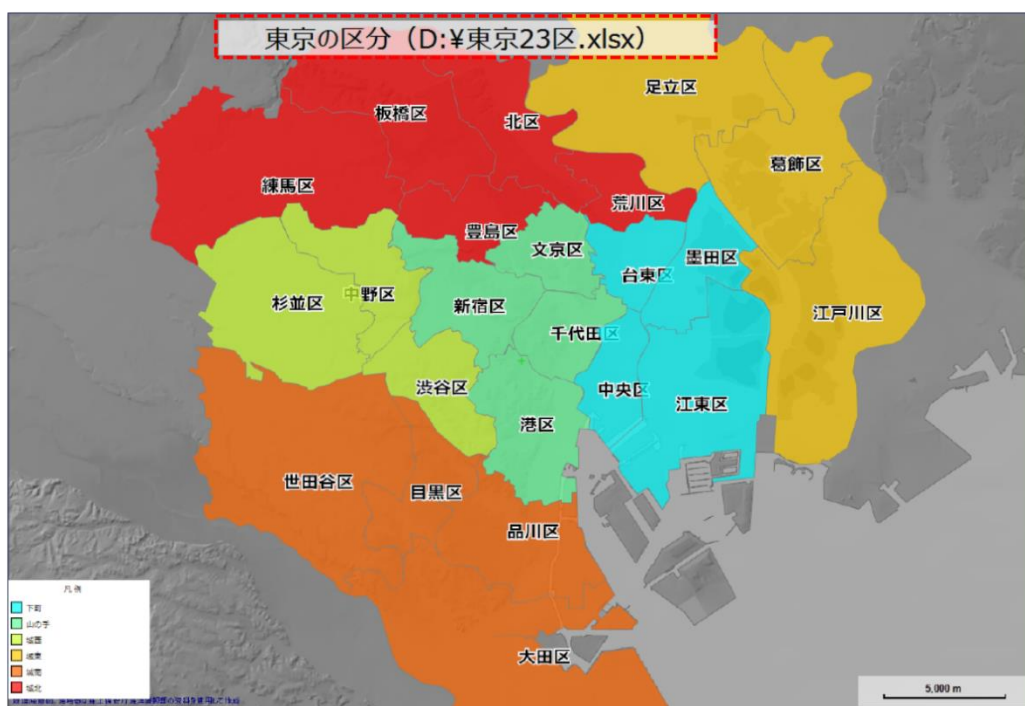 東京の区分（D:¥東京23区.xlsx）
足立区
板橋区
北区
葛飾区
練馬区
荒川区
豊島区
文京区
墨田区
台東区
杉並区
中野区
新宿区
江戸川区
千代田区
渋谷区
中央区
江東区
港区
世田谷区
目黒区
品川区
大田区
凡例
下町
山の手
城西
城東
城南
城北
5,000 m